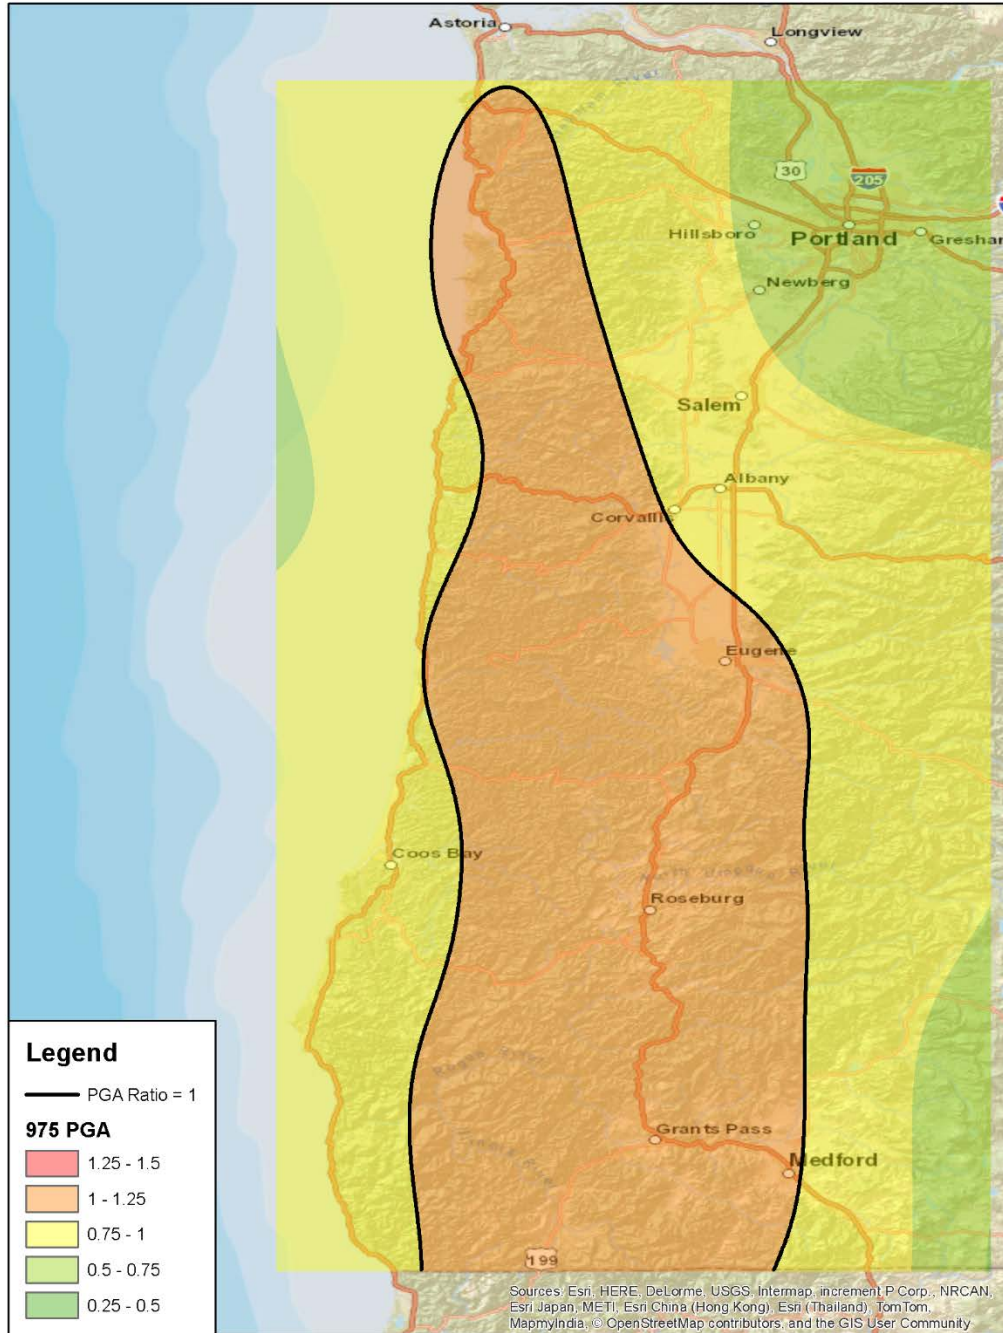 Astoria
Longview
30
205
Hillsboro
Portland
Gresham
Newberg
Salem
Albany
Corvallis
Eugene
Coos Bay
Roseburg
Grants Pass
Medford
199
Legend
PGA Ratio = 1
975 PGA
1.25 - 1.5
1 - 1.25
0.75 - 1
0.5 - 0.75
0.25 - 0.5
Sources: Esri, HERE, DeLorme, USGS, Intermap, increment P Corp., NRCAN,
Esri Japan, METI, Esri China (Hong Kong), Esri (Thailand), TomTom,
MapmyIndia, © OpenStreetMap contributors, and the GIS User Community